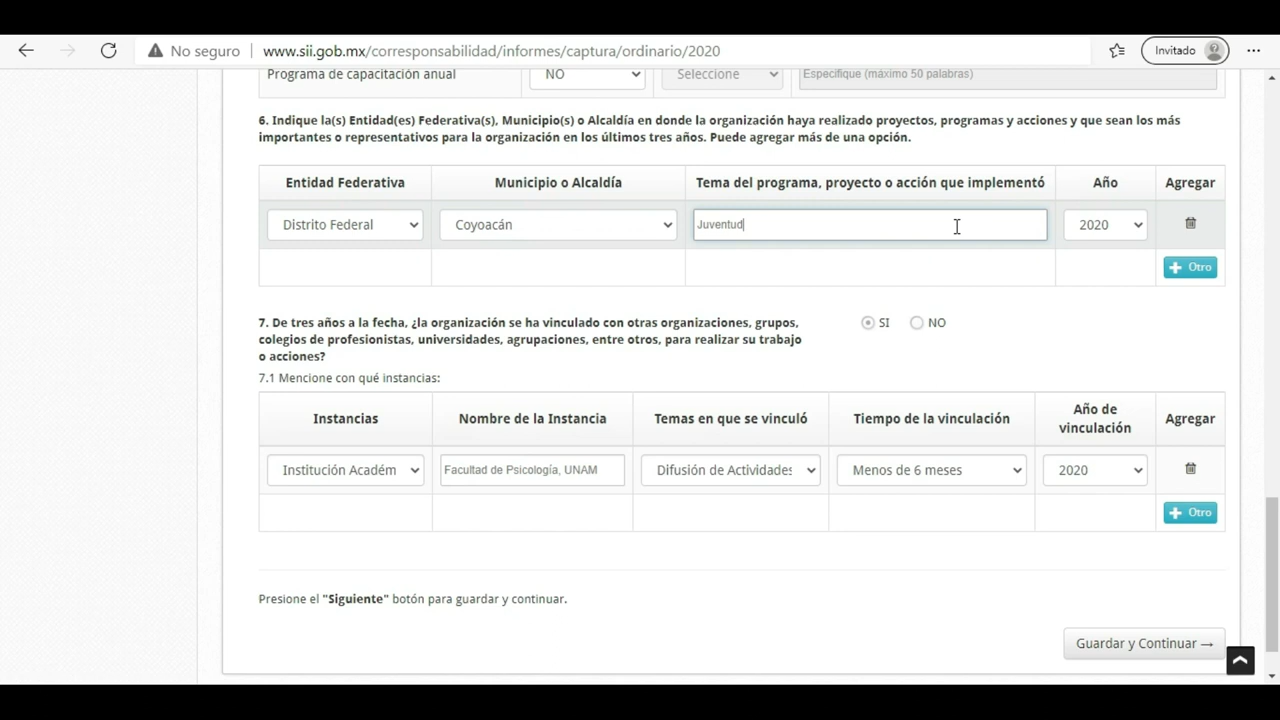 No seguro
www.sii.gob.mx/corresponsabilidad/informes/captura/ordinario/2020
Invitado
Programa de capacitación anual
NO
Seleccione
Especifique (máximo 50 palabras)
6. Indique la(s) Entidad(es) Federativa(s), Municipio(s) o Alcaldía en donde la organización haya realizado proyectos, programas y acciones y que sean los más
importantes o representativos para la organización en los últimos tres años. Puede agregar más de una opción.
Entidad Federativa
Municipio o Alcaldía
Tema del programa, proyecto o acción que implementó
Año
Agregar
Distrito Federal
Coyoacán
Juventud
2020
Otro
7. De tres años a la fecha, ¿la organización se ha vinculado con otras organizaciones, grupos,
colegios de profesionistas, universidades, agrupaciones, entre otros, para realizar su trabajo
o acciones?
SI
NO
7.1 Mencione con qué instancias:
Instancias
Nombre de la Instancia
Temas en que se vinculó
Tiempo de la vinculación
Año de
vinculación
Agregar
Institución Académ
Facultad de Psicología, UNAM
Difusión de Actividades
Menos de 6 meses
2020
Otro
Presione el "Siguiente" botón para guardar y continuar.
Guardar y Continuar →